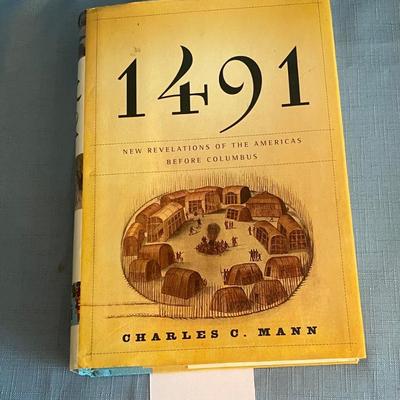 1491
NEW REVELATIONS OF THE AMERICAS
BEFORE COLUMBUS
CHARLES C. MANN